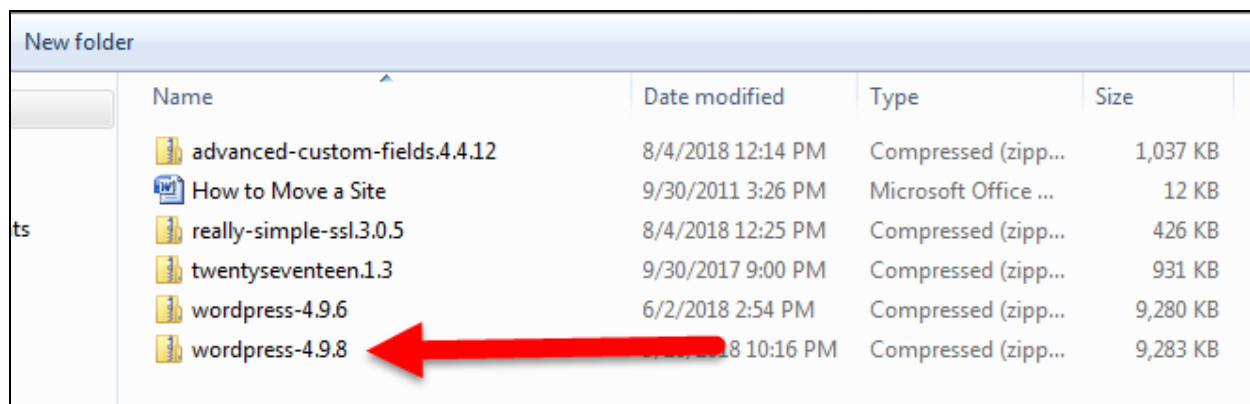 New folder
Name Date modified Type Size
advanced-custom-fields.4.4.12 8/4/2018 12:14 PM Compressed (zipp... 1,037 KB
How to Move a Site 9/30/2011 3:26 PM Microsoft Office ... 12 KB
ts really-simple-ssl.3.0.5 8/4/2018 12:25 PM Compressed (zipp... 426 KB
twentyseventeen.1.3 9/30/2017 9:00 PM Compressed (zipp... 931 KB
wordpress-4.9.6 6/2/2018 2:54 PM Compressed (zipp... 9,280 KB
wordpress-4.9.8 10:16 PM Compressed (zipp... 9,283 KB